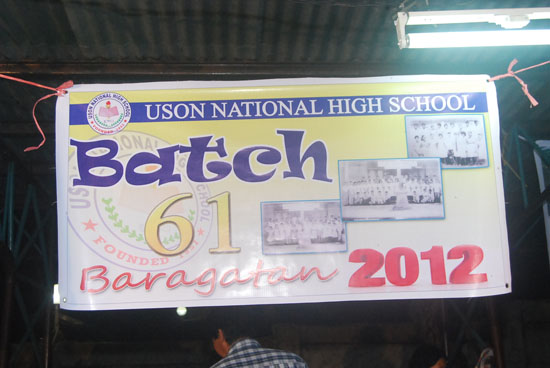 USON NATIONAL HIGH SCHOOL
Batch
61
Baragatan 2012